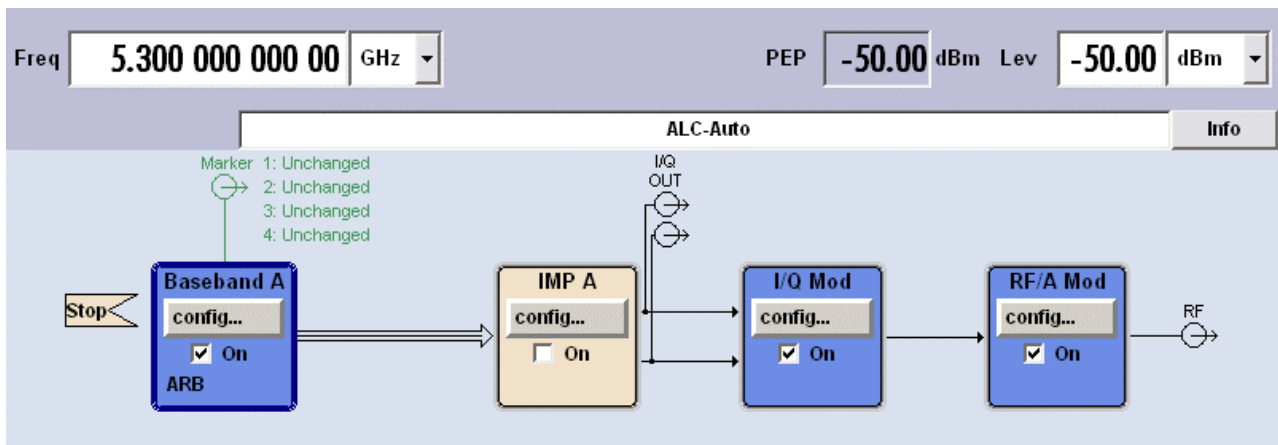 Freq 5.300 000 000 00 GHz PEP -50.00 dBm Lev -50.00 dBm
ALC-Auto Info
Marker 1: Unchanged
2: Unchanged
3: Unchanged
4: Unchanged
I/Q
OUT
Stop
Baseband A
config...
On
ARB
IMP A
config...
On
I/Q Mod
config...
On
RF/A Mod
config...
On
RF